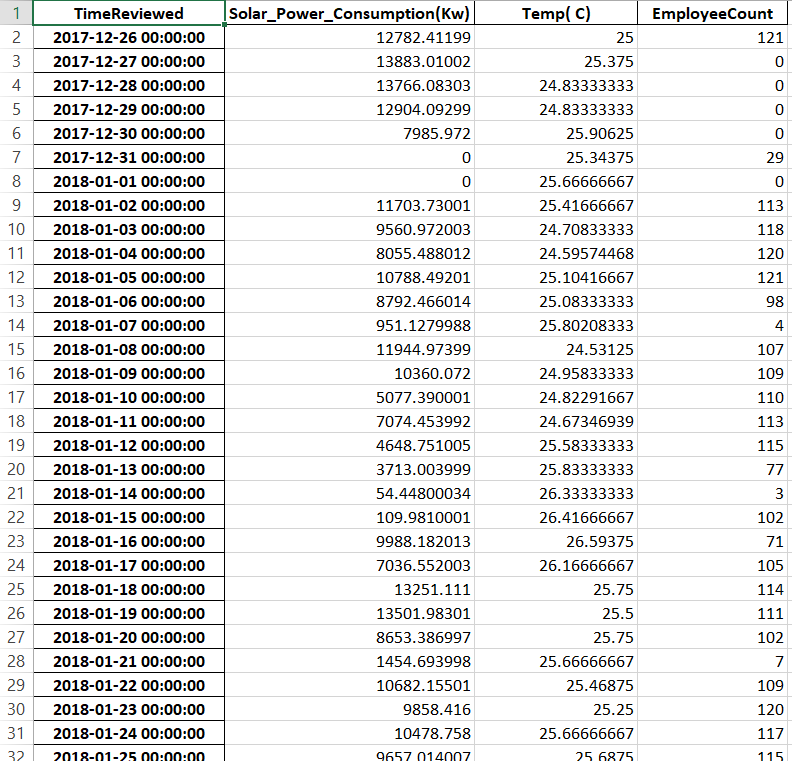 1 TimeReviewed Solar_Power_Consumption(Kw) Temp( C) EmployeeCount
2 2017-12-26 00:00:00 12782.41199 25 121
3 2017-12-27 00:00:00 13883.01002 25.375 0
4 2017-12-28 00:00:00 13766.08303 24.83333333 0
5 2017-12-29 00:00:00 12904.09299 24.83333333 0
6 2017-12-30 00:00:00 7985.972 25.90625 0
7 2017-12-31 00:00:00 0 25.34375 29
8 2018-01-01 00:00:00 0 25.66666667 0
9 2018-01-02 00:00:00 11703.73001 25.41666667 113
10 2018-01-03 00:00:00 9560.972003 24.70833333 118
11 2018-01-04 00:00:00 8055.488012 24.59574468 120
12 2018-01-05 00:00:00 10788.49201 25.10416667 121
13 2018-01-06 00:00:00 8792.466014 25.08333333 98
14 2018-01-07 00:00:00 951.1279988 25.80208333 4
15 2018-01-08 00:00:00 11944.97399 24.53125 107
16 2018-01-09 00:00:00 10360.072 24.95833333 109
17 2018-01-10 00:00:00 5077.390001 24.82291667 110
18 2018-01-11 00:00:00 7074.453992 24.67346939 113
19 2018-01-12 00:00:00 4648.751005 25.58333333 115
20 2018-01-13 00:00:00 3713.003999 25.83333333 77
21 2018-01-14 00:00:00 54.44800034 26.33333333 3
22 2018-01-15 00:00:00 109.9810001 26.41666667 102
23 2018-01-16 00:00:00 9988.182013 26.59375 71
24 2018-01-17 00:00:00 7036.552003 26.16666667 105
25 2018-01-18 00:00:00 13251.111 25.75 114
26 2018-01-19 00:00:00 13501.98301 25.5 111
27 2018-01-20 00:00:00 8653.386997 25.75 102
28 2018-01-21 00:00:00 1454.693998 25.66666667 7
29 2018-01-22 00:00:00 10682.15501 25.46875 109
30 2018-01-23 00:00:00 9858.416 25.25 120
31 2018-01-24 00:00:00 10478.758 25.66666667 117
32 2018-01-25 00:00:00 9657.014007 25.6875 115